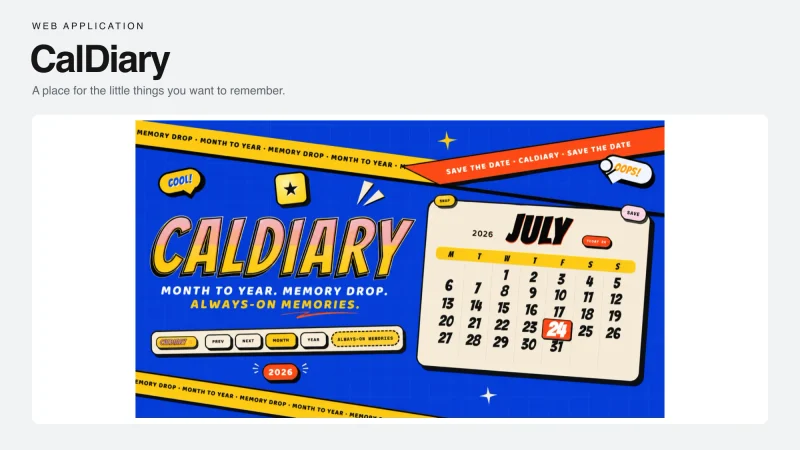 WEB APPLICATION
CalDiary
A place for the little things you want to remember.
MEMORY DROP · MONTH TO YEAR · MEMORY DROP · MONTH TO YEAR · M
SAVE THE DATE · CALDIARY · SAVE THE DATE
COOL!
OOPS!
DROP
SAVE
CALDIARY
MONTH TO YEAR. MEMORY DROP.
ALWAYS-ON MEMORIES.
2026 JULY
M T W T F S S
1 2 3 4 5
6 7 8 9 10 11 12
13 14 15 16 17 18 19
20 21 22 23 24 25 26
27 28 29 30 31
CALDIARY PREV NEXT MONTH YEAR ALWAYS-ON MEMORIES
2026
MEMORY DROP · MONTH TO YEAR · MEMORY DROP · MONTH TO YEAR · MEMORY DROP